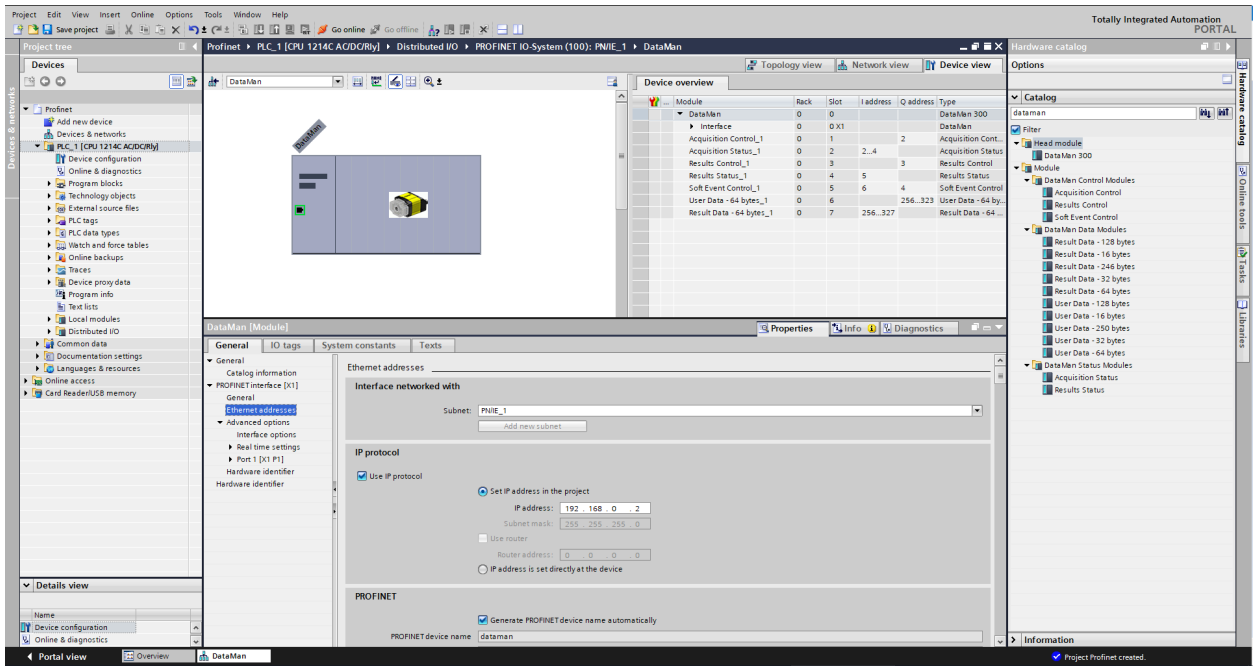 Project Edit View Insert Online Options Tools Window Help
Totally Integrated Automation
PORTAL
Save project Go online Go offline
Project tree
Profinet PLC_1 [CPU 1214C AC/DC/Rly] Distributed I/O PROFINET IO-System (100): PN/IE_1 DataMan
Hardware catalog
Devices
Topology view Network view Device view
Options
DataMan
Device overview
Devices & networks
Profinet
Add new device
Devices & networks
PLC_1 [CPU 1214C AC/DC/Rly]
Device configuration
Online & diagnostics
Program blocks
Technology objects
External source files
PLC tags
PLC data types
Watch and force tables
Online backups
Traces
Device proxy data
Program info
Text lists
Local modules
Distributed I/O
Common data
Documentation settings
Languages & resources
Online access
Card Reader/USB memory
DataMan
... Module Rack Slot I address Q address Type
DataMan 0 0 DataMan 300
Interface 0 0 X1 DataMan
Acquisition Control_1 0 1 2 Acquisition Cont...
Acquisition Status_1 0 2 2...4 Acquisition Status
Results Control_1 0 3 3 Results Control
Results Status_1 0 4 5 Results Status
Soft Event Control_1 0 5 6 4 Soft Event Control
User Data - 64 bytes_1 0 6 256...323 User Data - 64 by...
Result Data - 64 bytes_1 0 7 256...327 Result Data - 64 ...
Catalog
dataman
Filter
Head module
DataMan 300
Module
DataMan Control Modules
Acquisition Control
Results Control
Soft Event Control
DataMan Data Modules
Result Data - 128 bytes
Result Data - 16 bytes
Result Data - 246 bytes
Result Data - 32 bytes
Result Data - 64 bytes
User Data - 128 bytes
User Data - 16 bytes
User Data - 250 bytes
User Data - 32 bytes
User Data - 64 bytes
DataMan Status Modules
Acquisition Status
Results Status
Hardware catalog
Online tools
Tasks
Libraries
DataMan [Module]
Properties Info Diagnostics
General IO tags System constants Texts
General
Catalog information
PROFINET interface [X1]
General
Ethernet addresses
Advanced options
Interface options
Real time settings
Port 1 [X1 P1]
Hardware identifier
Hardware identifier
Ethernet addresses
Interface networked with
Subnet: PN/IE_1
Add new subnet
IP protocol
Use IP protocol
Set IP address in the project
IP address: 192 . 168 . 0 . 2
Subnet mask: 255 . 255 . 255 . 0
Use router
Router address: 0 . 0 . 0 . 0
IP address is set directly at the device
PROFINET
Generate PROFINET device name automatically
PROFINET device name dataman
Details view
Name
Device configuration
Online & diagnostics
Information
Portal view Overview DataMan
Project Profinet created.